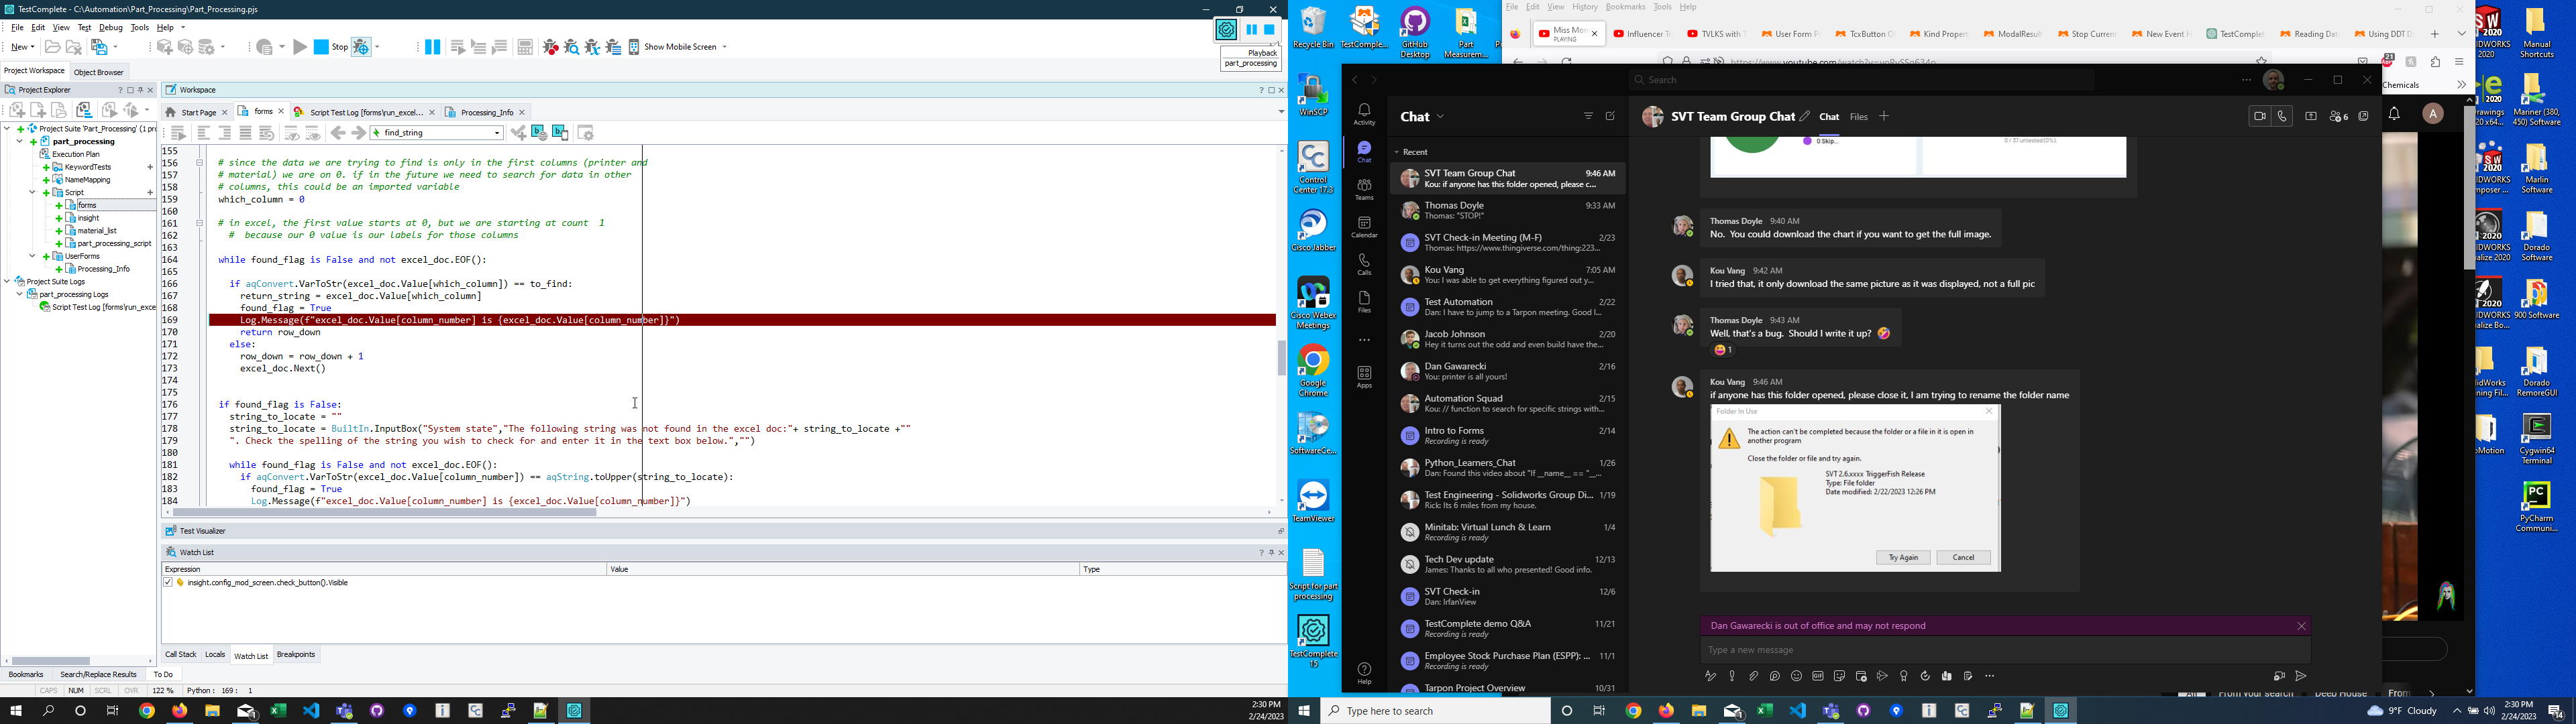 TestComplete - C:\Automation\Part_Processing\Part_Processing.pjs
File Edit View Test Debug Tools Help
New
Stop
Show Mobile Screen
Playback
part_processing
Project Workspace Object Browser
Project Explorer
Project Suite 'Part_Processing' (1 pr
part_processing
Execution Plan
KeywordTests
NameMapping
Script
forms
insight
material_list
part_processing_script
UserForms
Processing_Info
Project Suite Logs
part_processing Logs
Script Test Log [forms\run_exce
Bookmarks Search/Replace Results To Do
Workspace
Start Page forms Script Test Log [forms\run_excel... Processing_Info
find_string
155
156 # since the data we are trying to find is only in the first columns (printer and
157 # material) we are on 0. if in the future we need to search for data in other
158 # columns, this could be an imported variable
159 which_column = 0
160
161 # in excel, the first value starts at 0, but we are starting at count 1
162 # because our 0 value is our labels for those columns
163
164 while found_flag is False and not excel_doc.EOF():
165
166 if aqConvert.VarToStr(excel_doc.Value[which_column]) == to_find:
167 return_string = excel_doc.Value[which_column]
168 found_flag = True
169 Log.Message(f"excel_doc.Value[column_number] is {excel_doc.Value[column_number]}")
170 return row_down
171 else:
172 row_down = row_down + 1
173 excel_doc.Next()
174
175
176 if found_flag is False:
177 string_to_locate = ""
178 string_to_locate = BuiltIn.InputBox("System state","The following string was not found in the excel doc:"+ string_to_locate +""
179 ". Check the spelling of the string you wish to check for and enter it in the text box below.","")
180
181 while found_flag is False and not excel_doc.EOF():
182 if aqConvert.VarToStr(excel_doc.Value[column_number]) == aqString.toUpper(string_to_locate):
183 found_flag = True
184 Log.Message(f"excel_doc.Value[column_number] is {excel_doc.Value[column_number]}")
Test Visualizer
Watch List
Expression Value Type
insight.config_mod_screen.check_button().Visible
Call Stack Locals Watch List Breakpoints
CAPS NUM SCRL OVR 122 % Python : 169 : 1
2:30 PM
2/24/2023
Recycle Bin TestComple... GitHub Desktop Part Measurem...
WinSCP
Control Center 17.3
Cisco Jabber
Cisco Webex Meetings
Google Chrome
SoftwareCe...
TeamViewer
Script for part processing
TestComplete 15
File Edit View History Bookmarks Tools Help
Miss Mon
PLAYING
Influencer Tr TVLKS with T User Form P TcxButton O Kind Propert ModalResult Stop Current New Event H TestComplet Reading Dat Using DDT D
Chemicals
A
Search
Activity
Chat
Teams
Calendar
Calls
Files
Apps
Help
Chat
Recent
SVT Team Group Chat 9:46 AM
Kou: if anyone has this folder opened, please c...
Thomas Doyle 9:33 AM
Thomas: "STOP!"
SVT Check-in Meeting (M-F) 2/23
Thomas: https://www.thingiverse.com/thing:223...
Kou Vang 7:05 AM
You: I was able to get everything figured out y...
Test Automation 2/22
Dan: I have to jump to a Tarpon meeting. Good l...
Jacob Johnson 2/20
Hey it turns out the odd and even build have the...
Dan Gawarecki 2/16
You: printer is all yours!
Automation Squad 2/15
Kou: // function to search for specific strings with...
Intro to Forms 2/14
Recording is ready
Python_Learners_Chat 1/26
Dan: Found this video about "If __name__ == "__...
Test Engineering - Solidworks Group Di... 1/19
Rick: Its 6 miles from my house.
Minitab: Virtual Lunch & Learn 1/4
Recording is ready
Tech Dev update 12/13
James: Thanks to all who presented! Good info.
SVT Check-in 12/6
Dan: IrfanView
TestComplete demo Q&A 11/21
Recording is ready
Employee Stock Purchase Plan (ESPP): ... 11/1
Recording is ready
Tarpon Project Overview 10/31
SVT Team Group Chat Chat Files
6
0 Skip...
0 / 37 untested(0.%)
Thomas Doyle 9:40 AM
No. You could download the chart if you want to get the full image.
Kou Vang 9:42 AM
I tried that, it only download the same picture as it was displayed, not a full pic
Thomas Doyle 9:43 AM
Well, that's a bug. Should I write it up?
1
Kou Vang 9:46 AM
if anyone has this folder opened, please close it, I am trying to rename the folder name
Folder In Use
The action can't be completed because the folder or a file in it is open in
another program
Close the folder or file and try again.
SVT 2.6.xxxx TriggerFish Release
Type: File folder
Date modified: 2/22/2023 12:26 PM
Try Again Cancel
Dan Gawarecki is out of office and may not respond
Type a new message
From your search Deep House From
SOLIDWORKS 2020
Manual Shortcuts
Mariner (380, 450) Software
Marlin Software
Dorado Software
900 Software
Dorado RemoteGUI
Cygwin64 Terminal
PyCharm Communi...
Type here to search
9°F Cloudy
2:30 PM
2/24/2023